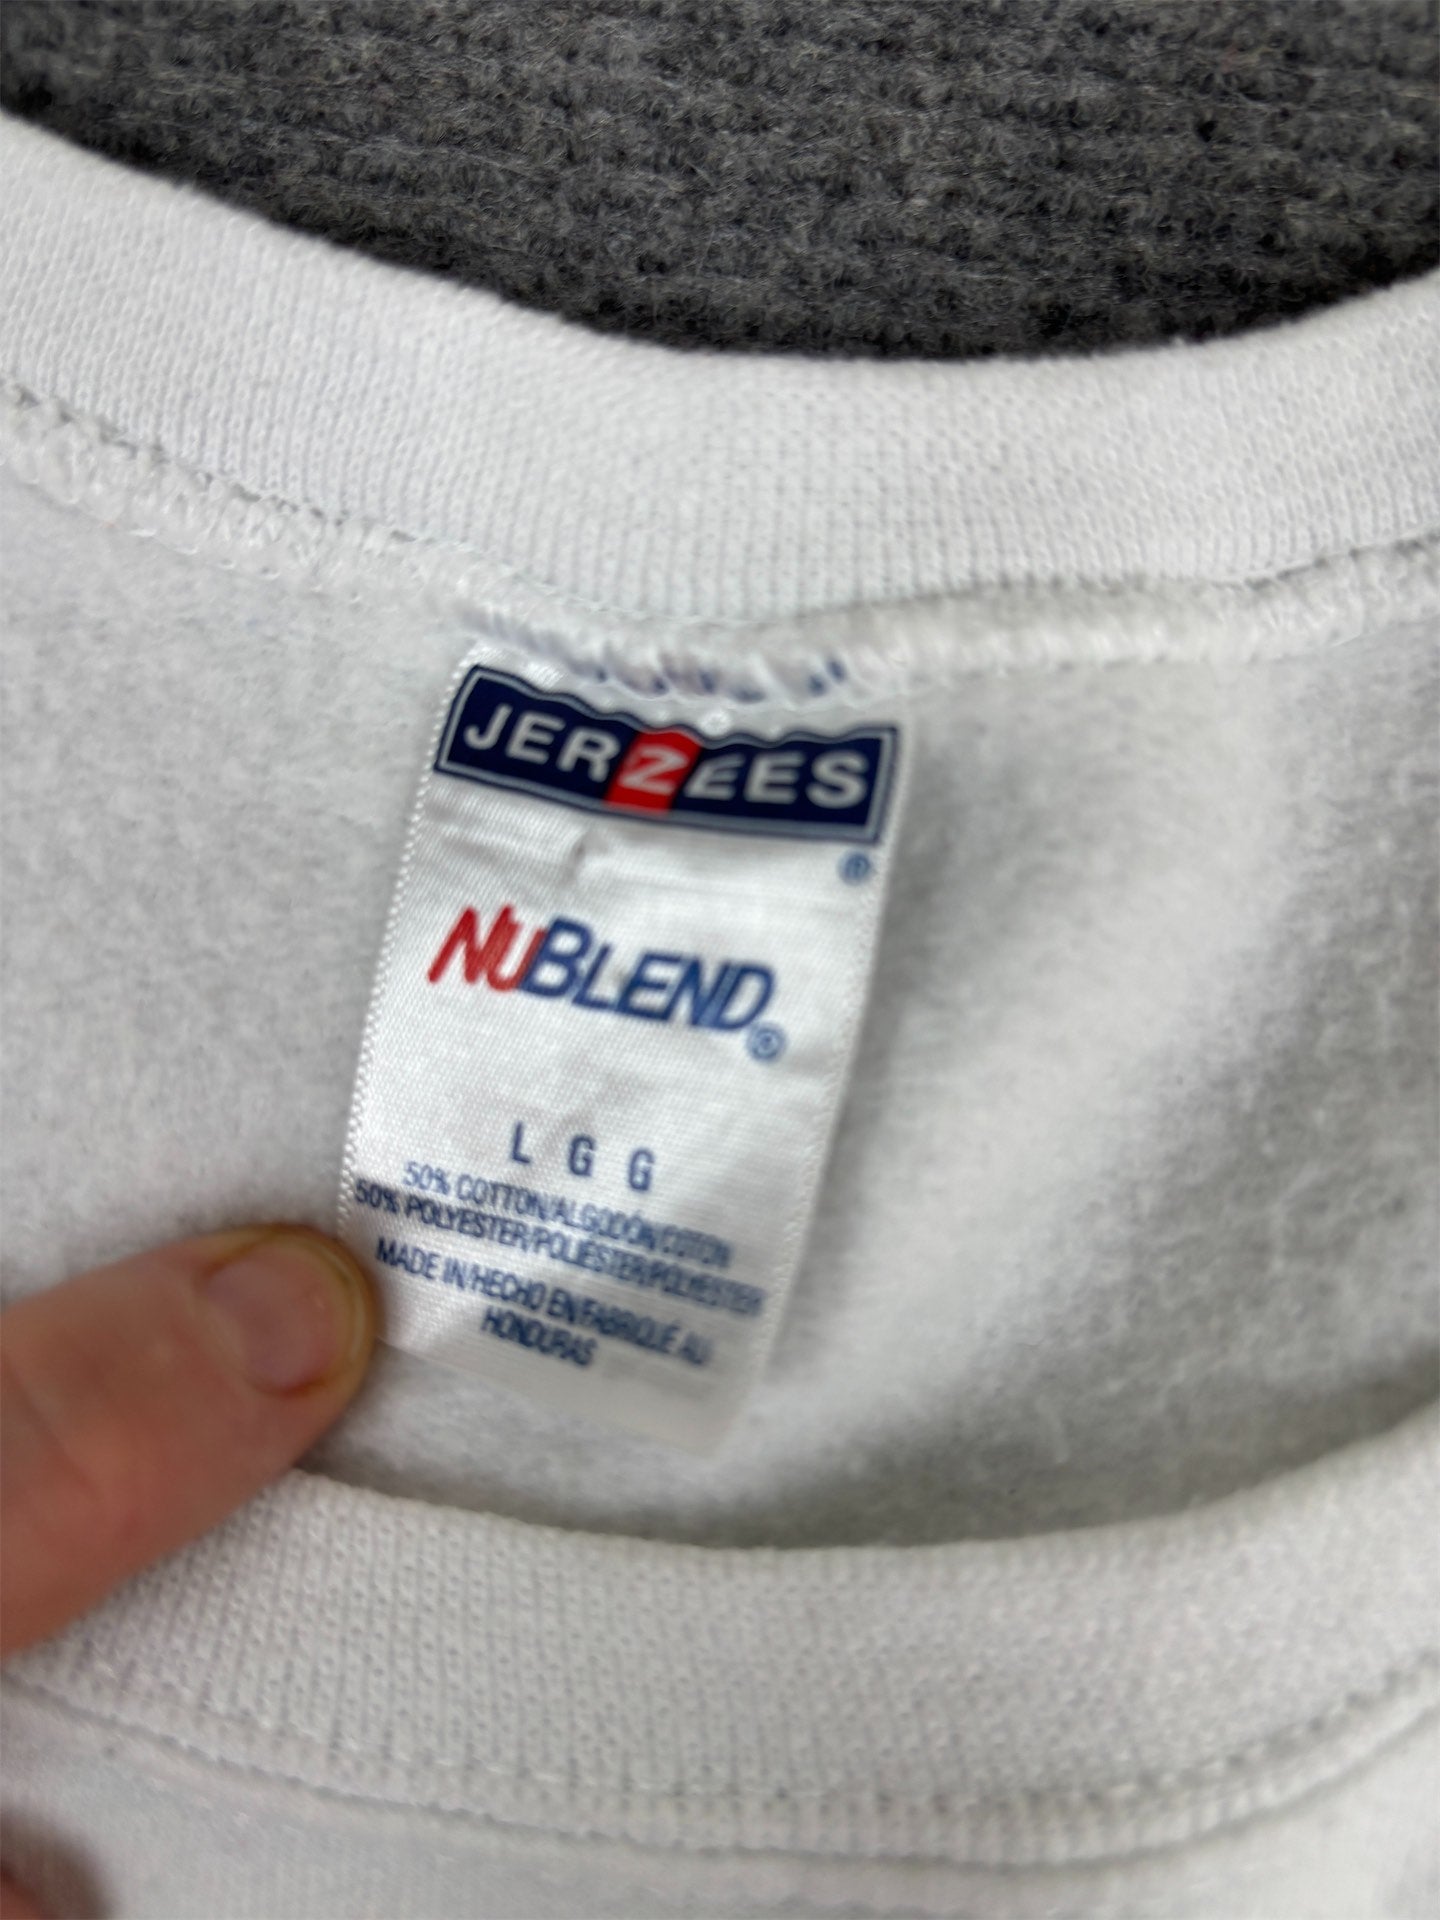 JERZEES
®
NUBLEND®
L G G
50% COTTON/ALGODÓN/COTON
50% POLYESTER/POLIÉSTER/POLYESTER
MADE IN/HECHO EN/FABRIQUÉ AU
HONDURAS